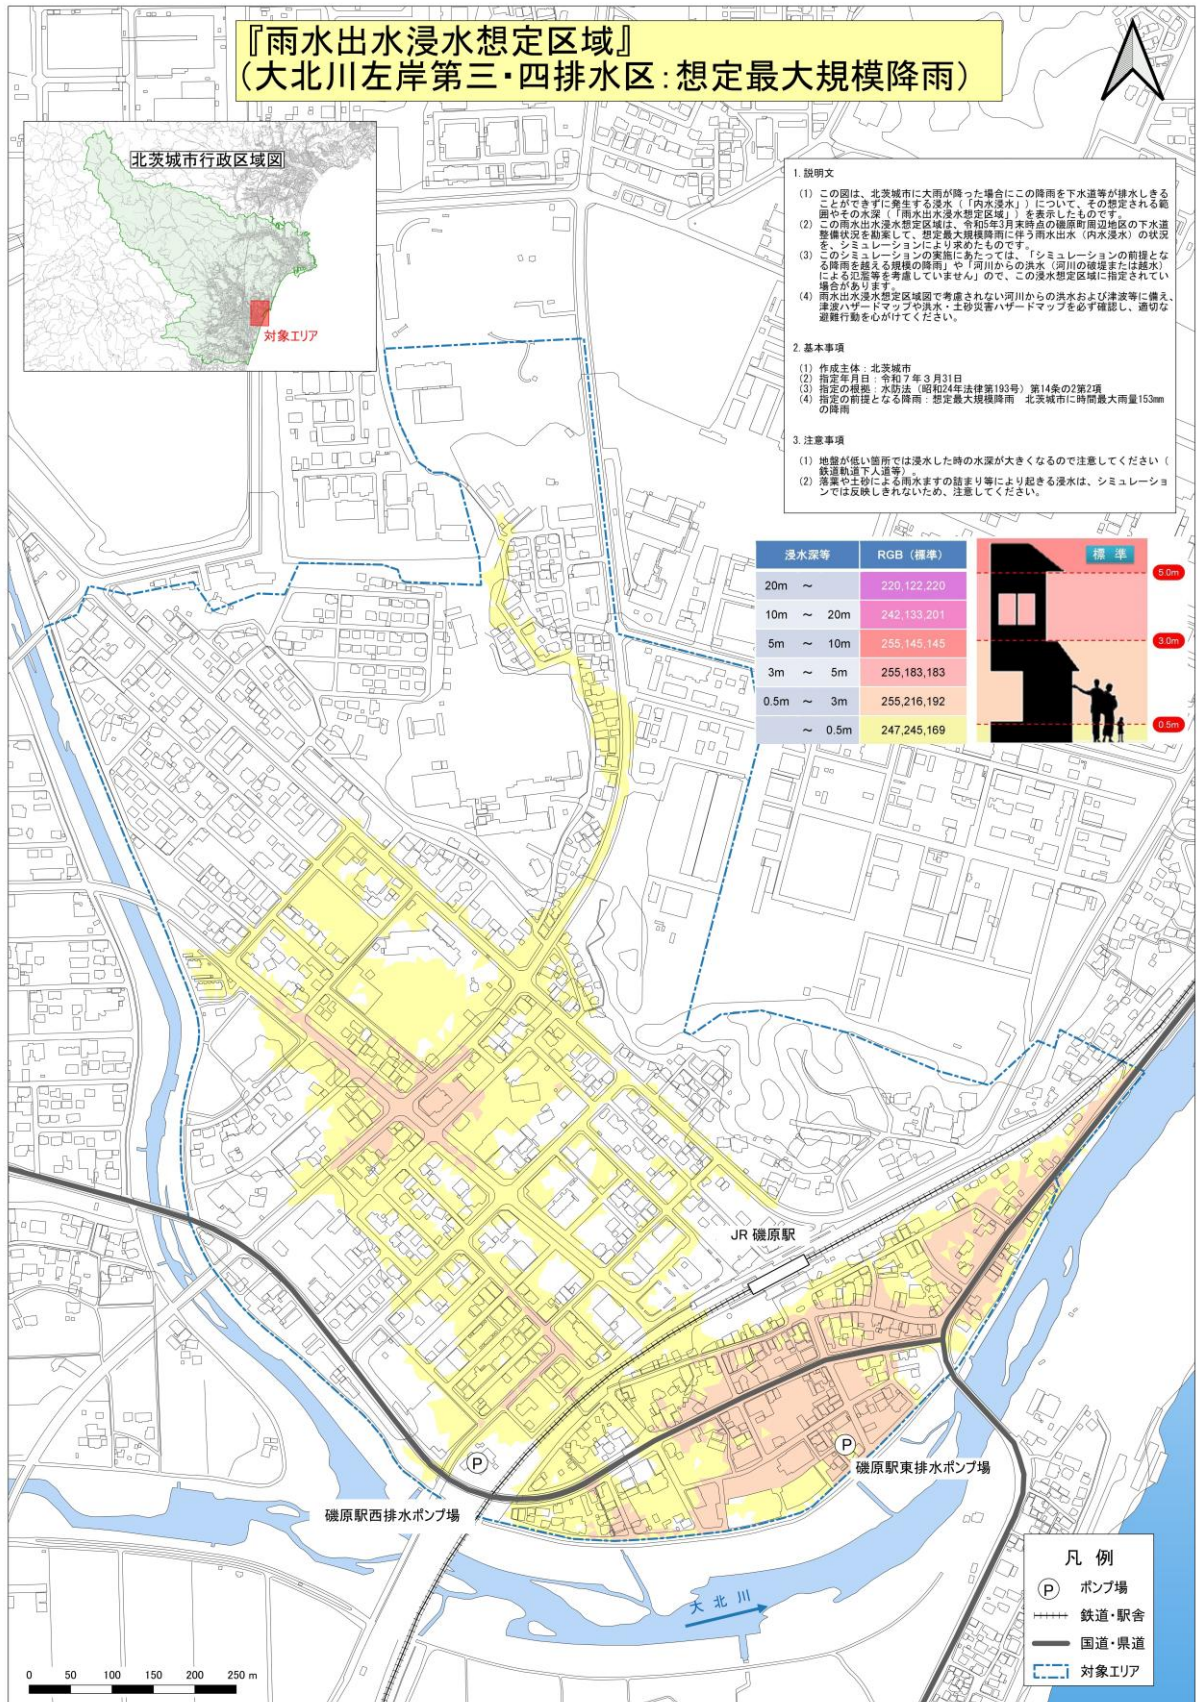 『雨水出水浸水想定区域』
(大北川左岸第三・四排水区:想定最大規模降雨)
北茨城市行政区域図
対象エリア
1. 説明文
(1) この図は、北茨城市に大雨が降った場合にこの降雨を下水道等が排水しきる
ことができずに発生する浸水(「内水浸水」)について、その想定される範
囲やその水深(「雨水出水浸水想定区域」)を表示したものです。
(2) この雨水出水浸水想定区域は、令和5年3月末時点の磯原町周辺地区の下水道
整備状況を勘案して、想定最大規模降雨に伴う雨水出水(内水浸水)の状況
を、シミュレーションにより求めたものです。
(3) このシミュレーションの実施にあたっては、「シミュレーションの前提とな
る降雨を越える規模の降雨」や「河川からの洪水(河川の破堤または越水)
による氾濫等を考慮していません」ので、この浸水想定区域に指定されてい
場合があります。
(4) 雨水出水浸水想定区域図で考慮されない河川からの洪水および津波等に備え、
津波ハザードマップや洪水・土砂災害ハザードマップを必ず確認し、適切な
避難行動を心がけてください。
2. 基本事項
(1) 作成主体:北茨城市
(2) 指定年月日:令和7年3月31日
(3) 指定の根拠:水防法(昭和24年法律第193号)第14条の2第2項
(4) 指定の前提となる降雨:想定最大規模降雨 北茨城市に時間最大雨量153mm
の降雨
3. 注意事項
(1) 地盤が低い箇所では浸水した時の水深が大きくなるので注意してください(
鉄道軌道下人道等)。
(2) 落葉や土砂による雨水ますの詰まり等により起きる浸水は、シミュレーショ
ンでは反映しきれないため、注意してください。
浸水深等 RGB(標準)
20m ~ 220,122,220
10m ~ 20m 242,133,201
5m ~ 10m 255,145,145
3m ~ 5m 255,183,183
0.5m ~ 3m 255,216,192
~ 0.5m 247,245,169
標準
5.0m
3.0m
0.5m
JR 磯原駅
P
磯原駅東排水ポンプ場
P
磯原駅西排水ポンプ場
大北川
凡例
P ポンプ場
鉄道・駅舎
国道・県道
対象エリア
0 50 100 150 200 250 m